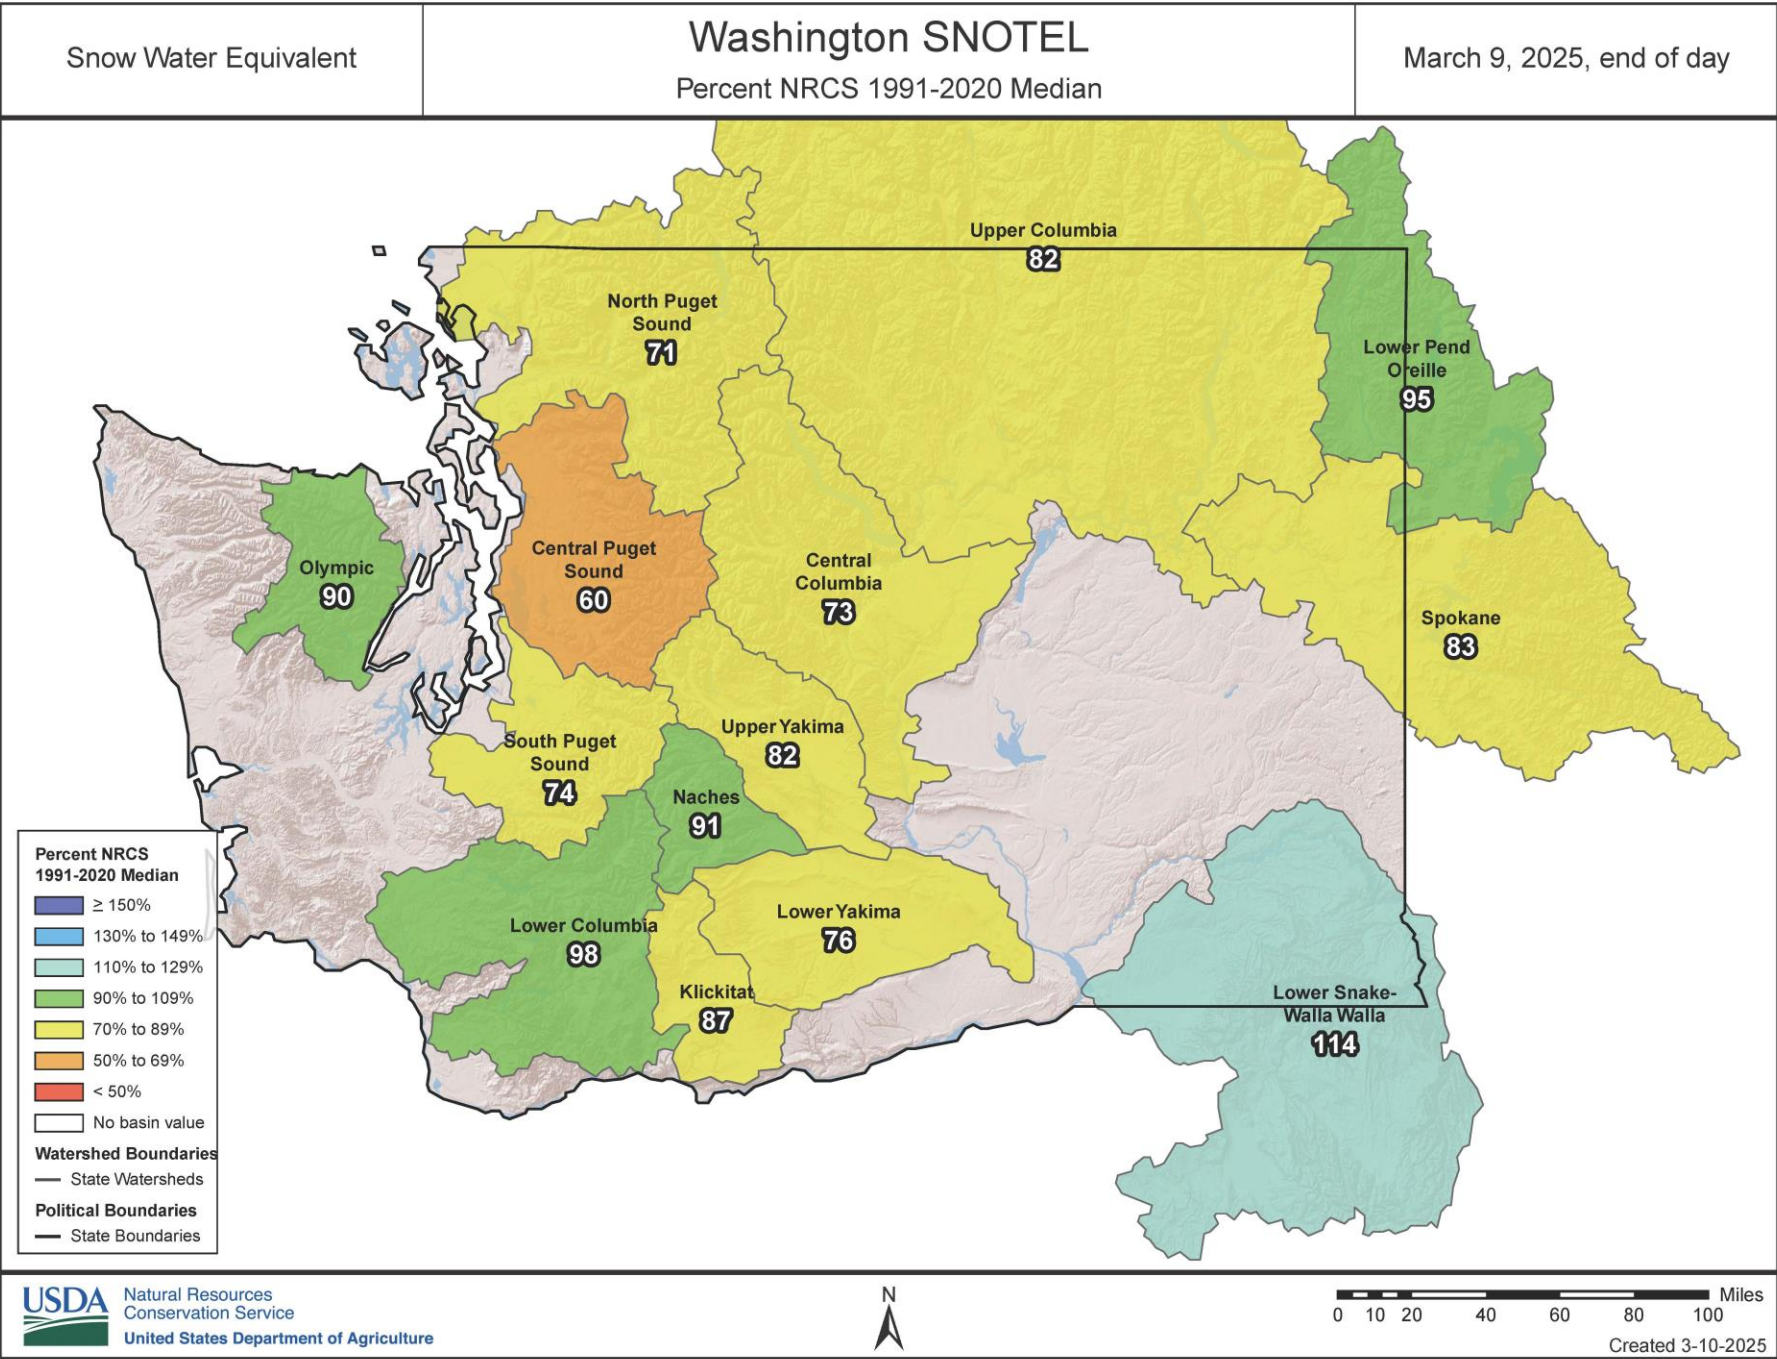 Snow Water Equivalent
Washington SNOTEL
Percent NRCS 1991-2020 Median
March 9, 2025, end of day
Upper Columbia
82
North Puget
Sound
71
Lower Pend
Oreille
95
Olympic
90
Central Puget
Sound
60
Central
Columbia
73
Spokane
83
South Puget
Sound
74
Upper Yakima
82
Naches
91
Lower Columbia
98
Lower Yakima
76
Klickitat
87
Lower Snake-
Walla Walla
114
Percent NRCS
1991-2020 Median
≥ 150%
130% to 149%
110% to 129%
90% to 109%
70% to 89%
50% to 69%
< 50%
No basin value
Watershed Boundaries
State Watersheds
Political Boundaries
State Boundaries
USDA
Natural Resources
Conservation Service
United States Department of Agriculture
N
Miles
0 10 20 40 60 80 100
Created 3-10-2025